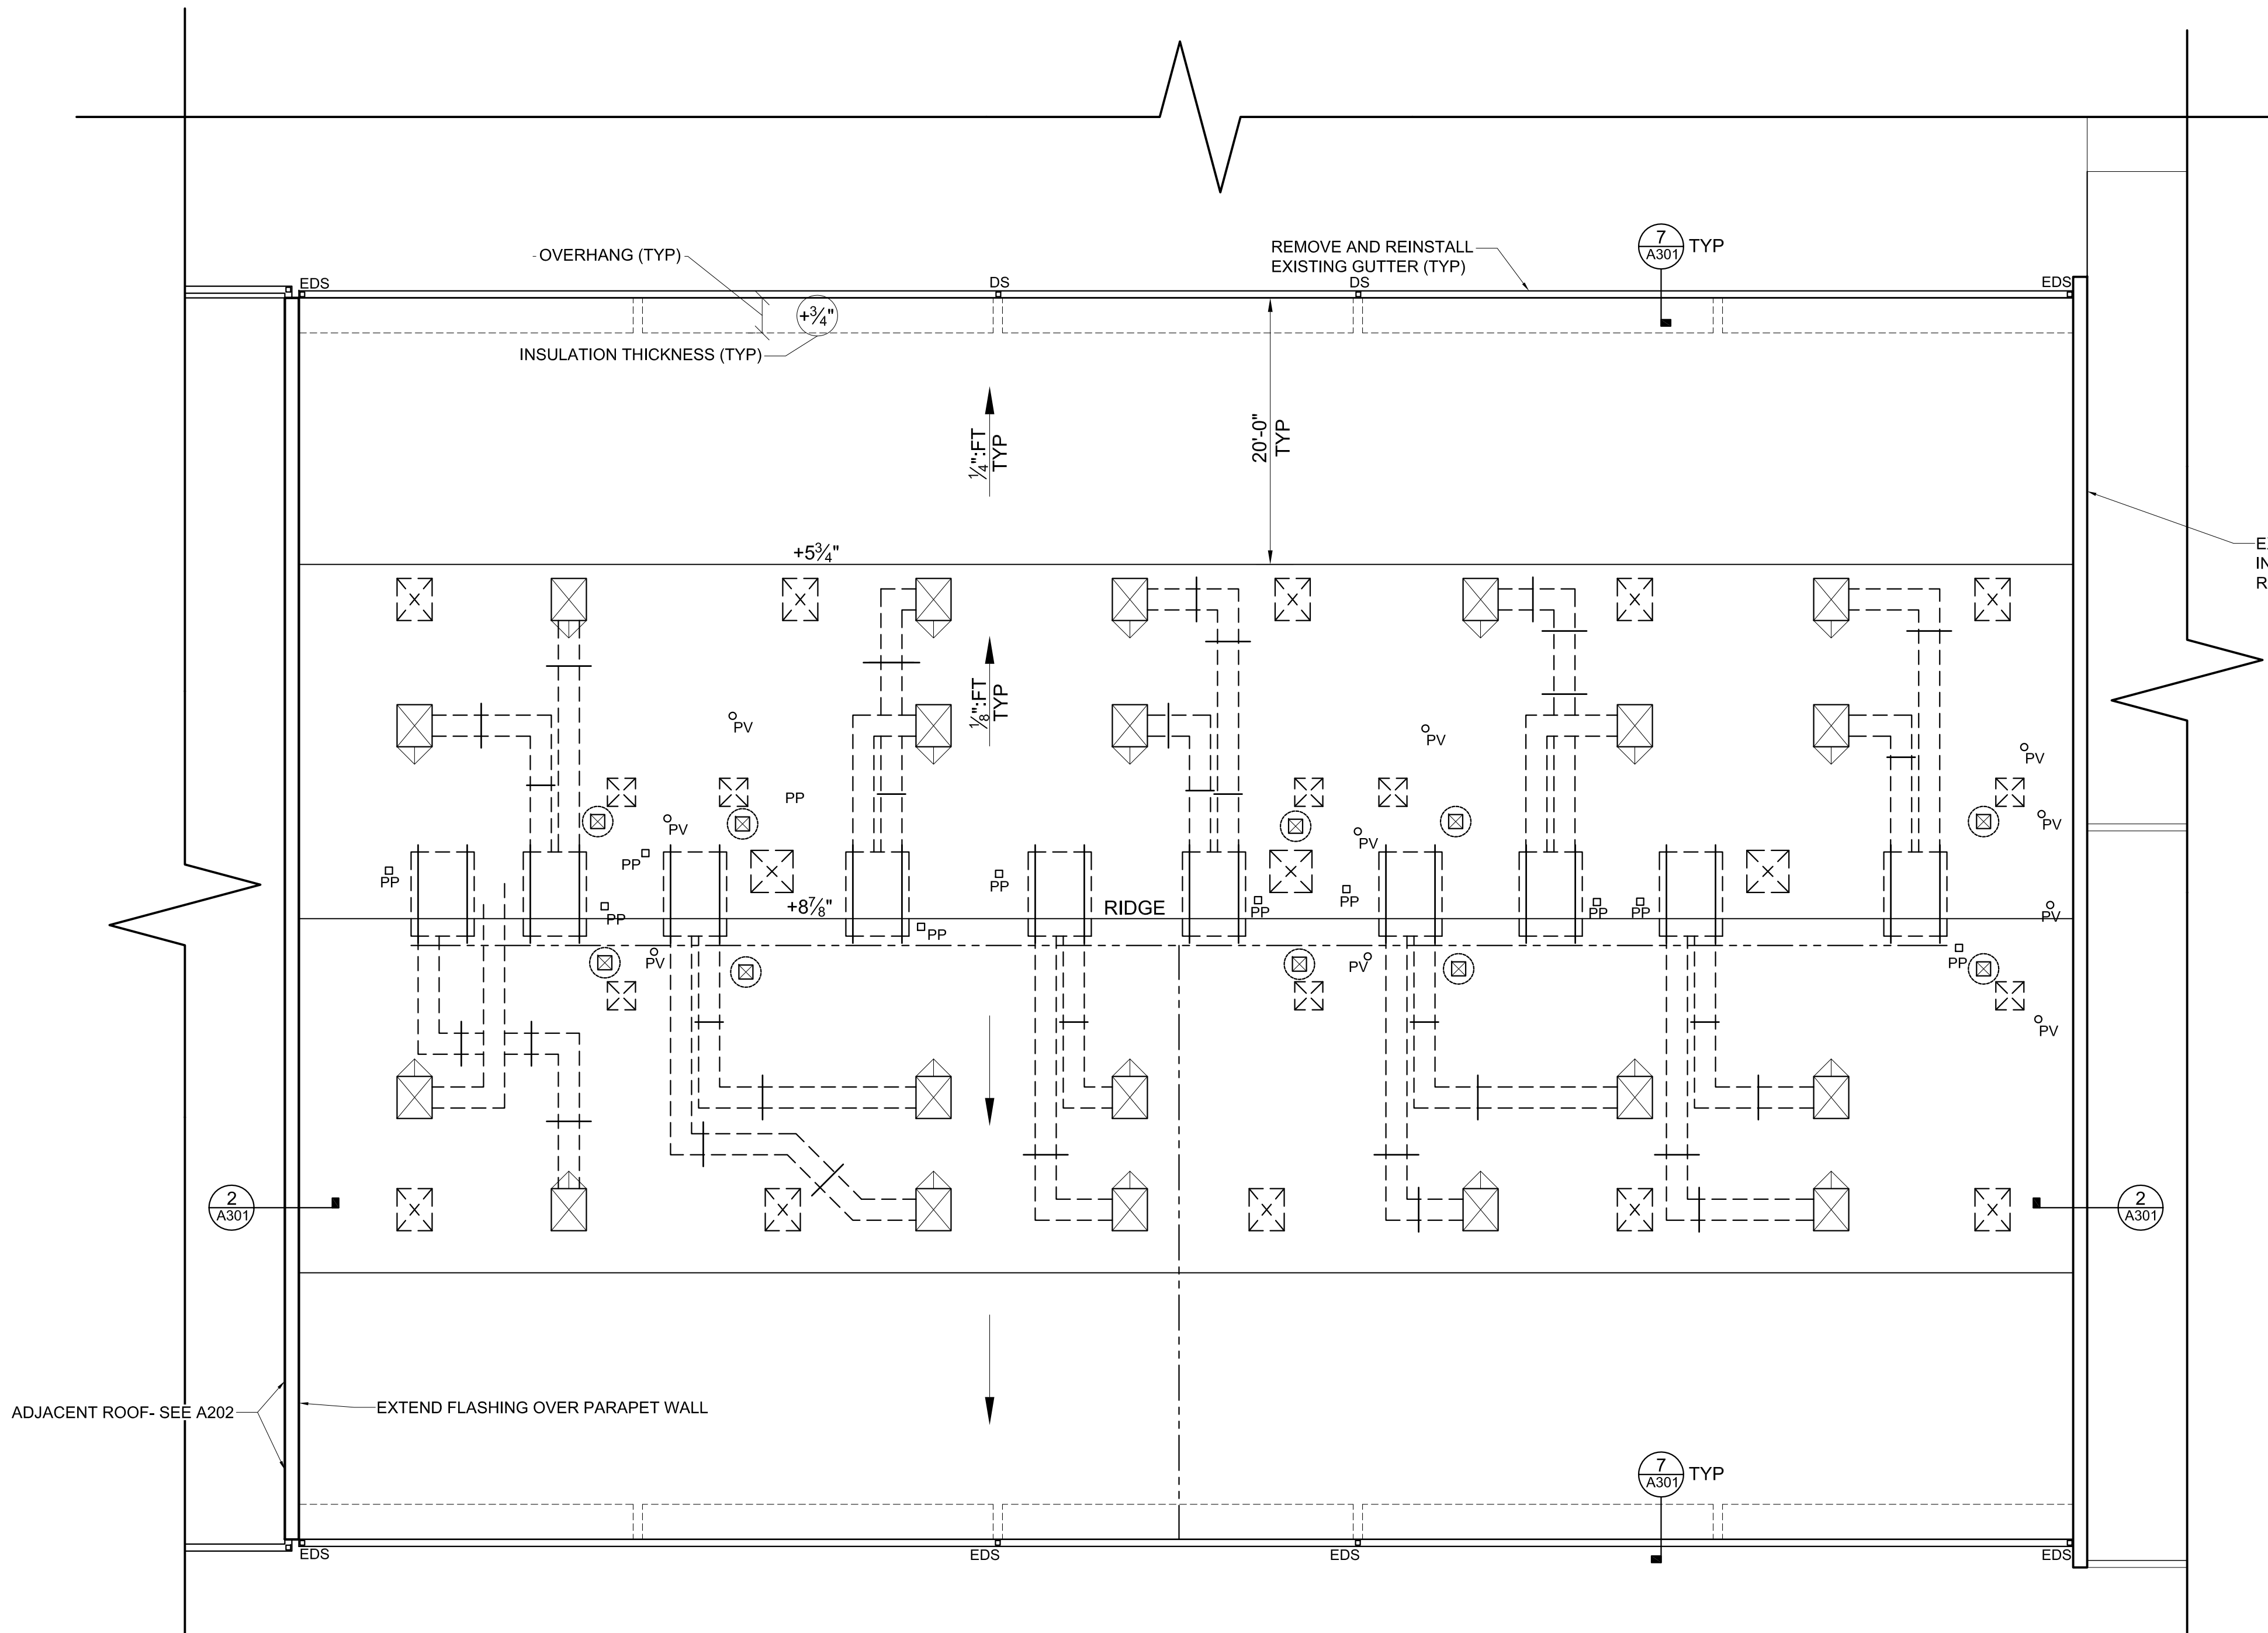 7
A301
TYP
- OVERHANG (TYP)
REMOVE AND REINSTALL
EXISTING GUTTER (TYP)
EDS
DS
DS
EDS
+¾"
INSULATION THICKNESS (TYP)
¼":FT
TYP
20'-0"
TYP
+5¾"
⅛":FT
TYP
PV
PV
PV
PP
PV
PV
PV
PP
PP
PP
PP
PP
+8⅞"
RIDGE
PP
PP
PP
PP
PV
PP
PV
PV
PP
PV
2
A301
2
A301
ADJACENT ROOF- SEE A202
EXTEND FLASHING OVER PARAPET WALL
7
A301
TYP
EDS
EDS
EDS
EDS